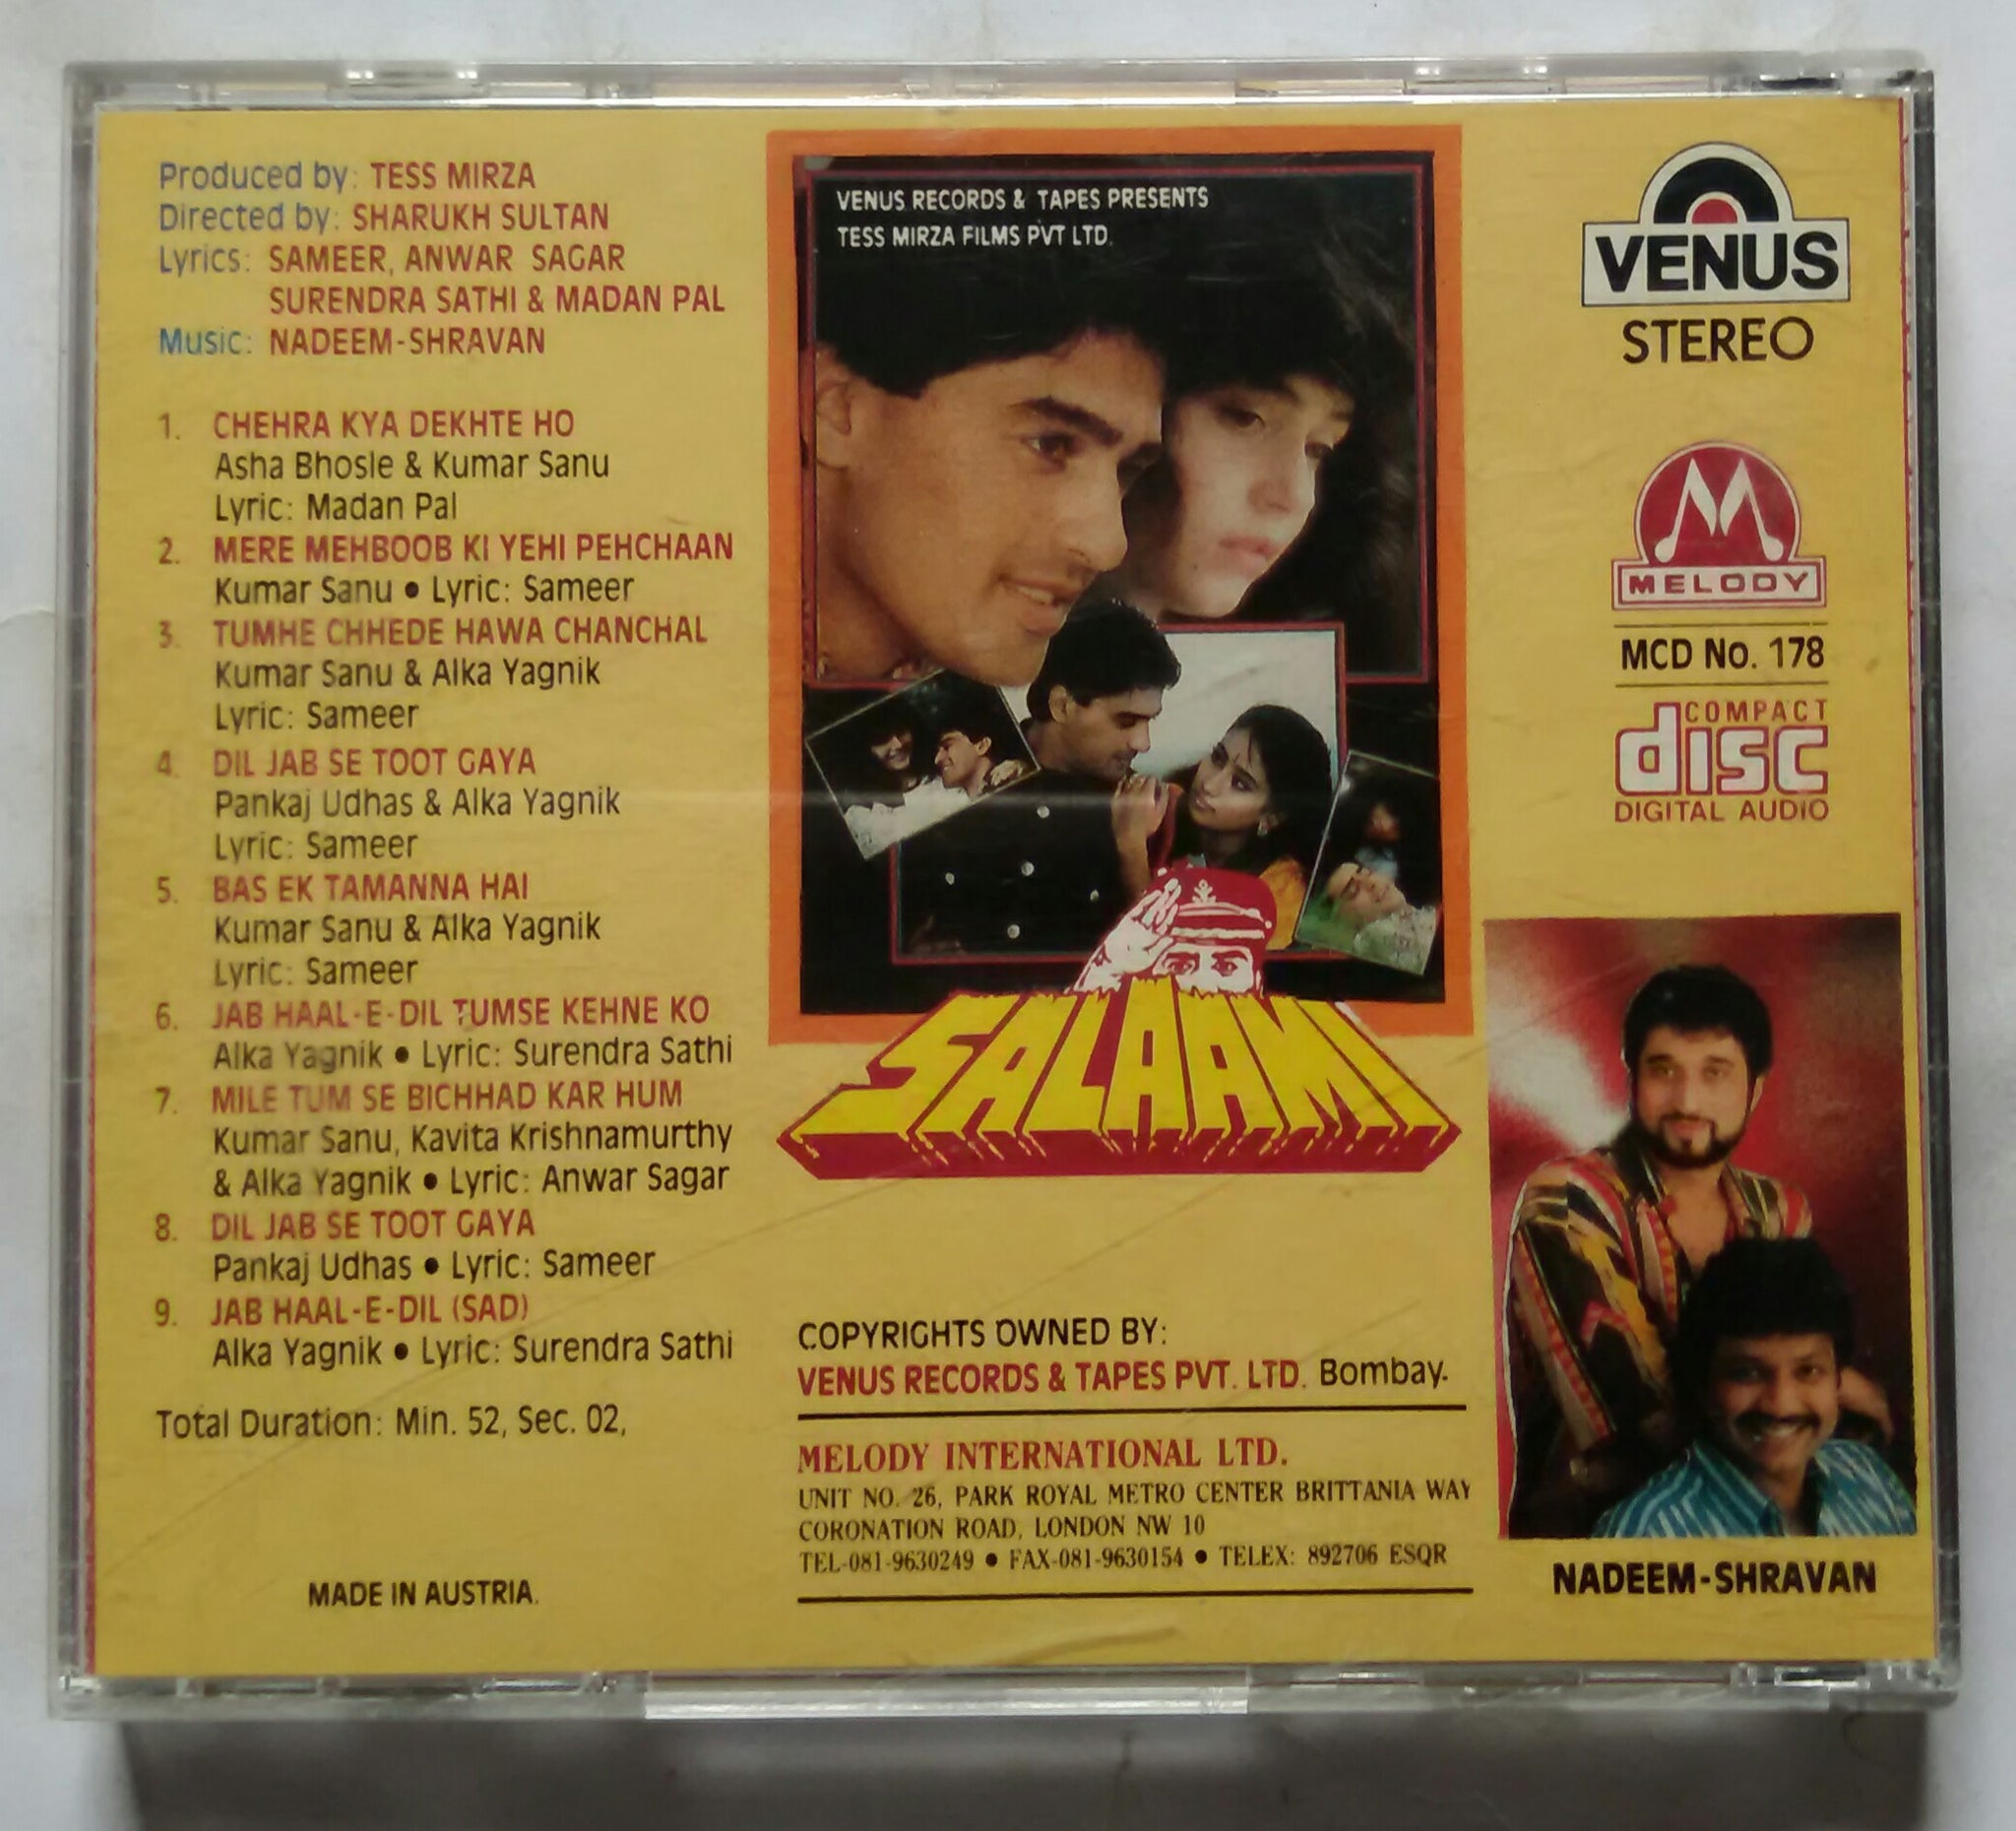 Produced by: TESS MIRZA
Directed by: SHARUKH SULTAN
Lyrics: SAMEER, ANWAR SAGAR
SURENDRA SATHI & MADAN PAL
Music: NADEEM-SHRAVAN
1. CHEHRA KYA DEKHTE HO
Asha Bhosle & Kumar Sanu
Lyric: Madan Pal
2. MERE MEHBOOB KI YEHI PEHCHAAN
Kumar Sanu • Lyric: Sameer
3. TUMHE CHHEDE HAWA CHANCHAL
Kumar Sanu & Alka Yagnik
Lyric: Sameer
4. DIL JAB SE TOOT GAYA
Pankaj Udhas & Alka Yagnik
Lyric: Sameer
5. BAS EK TAMANNA HAI
Kumar Sanu & Alka Yagnik
Lyric: Sameer
6. JAB HAAL-E-DIL TUMSE KEHNE KO
Alka Yagnik • Lyric: Surendra Sathi
7. MILE TUM SE BICHHAD KAR HUM
Kumar Sanu, Kavita Krishnamurthy
& Alka Yagnik • Lyric: Anwar Sagar
8. DIL JAB SE TOOT GAYA
Pankaj Udhas • Lyric: Sameer
9. JAB HAAL-E-DIL (SAD)
Alka Yagnik • Lyric: Surendra Sathi
Total Duration: Min. 52, Sec. 02,
MADE IN AUSTRIA.
VENUS RECORDS & TAPES PRESENTS
TESS MIRZA FILMS PVT LTD.
SALAAMI
COPYRIGHTS OWNED BY:
VENUS RECORDS & TAPES PVT. LTD. Bombay.
MELODY INTERNATIONAL LTD.
UNIT NO. 26, PARK ROYAL METRO CENTER BRITTANIA WAY
CORONATION ROAD, LONDON NW 10
TEL-081-9630249 • FAX-081-9630154 • TELEX: 892706 ESQR
VENUS
STEREO
M
MELODY
MCD No. 178
COMPACT
disc
DIGITAL AUDIO
NADEEM-SHRAVAN